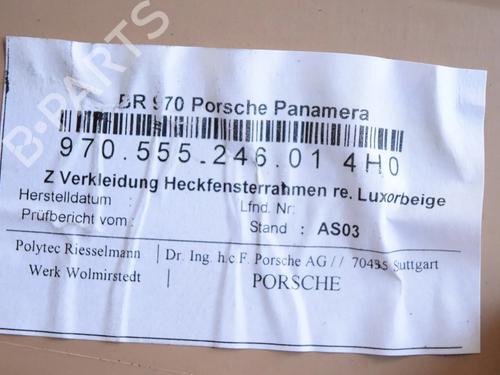 BR 970 Porsche Panamera
970.555.246.01 4H0
Z Verkleidung Heckfensterrahmen re. Luxorbeige
Herstelldatum :
Lfnd. Nr:
Prüfbericht vom :
Stand : AS03
Polytec Riesselmann
Werk Wolmirstedt
Dr. Ing. h.c F. Porsche AG // 70435 Suttgart
PORSCHE
B-PARTS